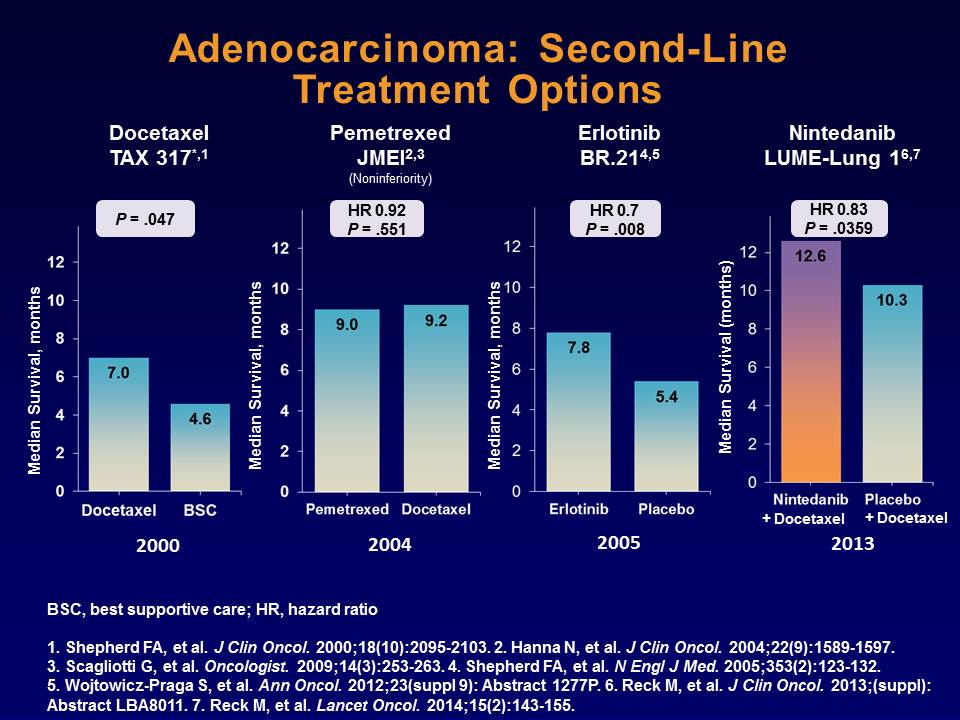 Adenocarcinoma: Second-Line
Treatment Options
Docetaxel
TAX 317*,1
P = .047
Median Survival, months
12
10
8
6
4
2
0
7.0
4.6
Docetaxel
BSC
2000
Pemetrexed
JMEI2,3
(Noninferiority)
HR 0.92
P = .551
Median Survival, months
12
10
8
6
4
2
0
9.0
9.2
Pemetrexed
Docetaxel
2004
Erlotinib
BR.214,5
HR 0.7
P = .008
Median Survival, months
12
10
8
6
4
2
0
7.8
5.4
Erlotinib
Placebo
2005
Nintedanib
LUME-Lung 16,7
HR 0.83
P = .0359
Median Survival (months)
12
10
8
6
4
2
0
12.6
10.3
Nintedanib
+ Docetaxel
Placebo
+ Docetaxel
2013
BSC, best supportive care; HR, hazard ratio
1. Shepherd FA, et al. J Clin Oncol. 2000;18(10):2095-2103. 2. Hanna N, et al. J Clin Oncol. 2004;22(9):1589-1597.
3. Scagliotti G, et al. Oncologist. 2009;14(3):253-263. 4. Shepherd FA, et al. N Engl J Med. 2005;353(2):123-132.
5. Wojtowicz-Praga S, et al. Ann Oncol. 2012;23(suppl 9): Abstract 1277P. 6. Reck M, et al. J Clin Oncol. 2013;(suppl):
Abstract LBA8011. 7. Reck M, et al. Lancet Oncol. 2014;15(2):143-155.